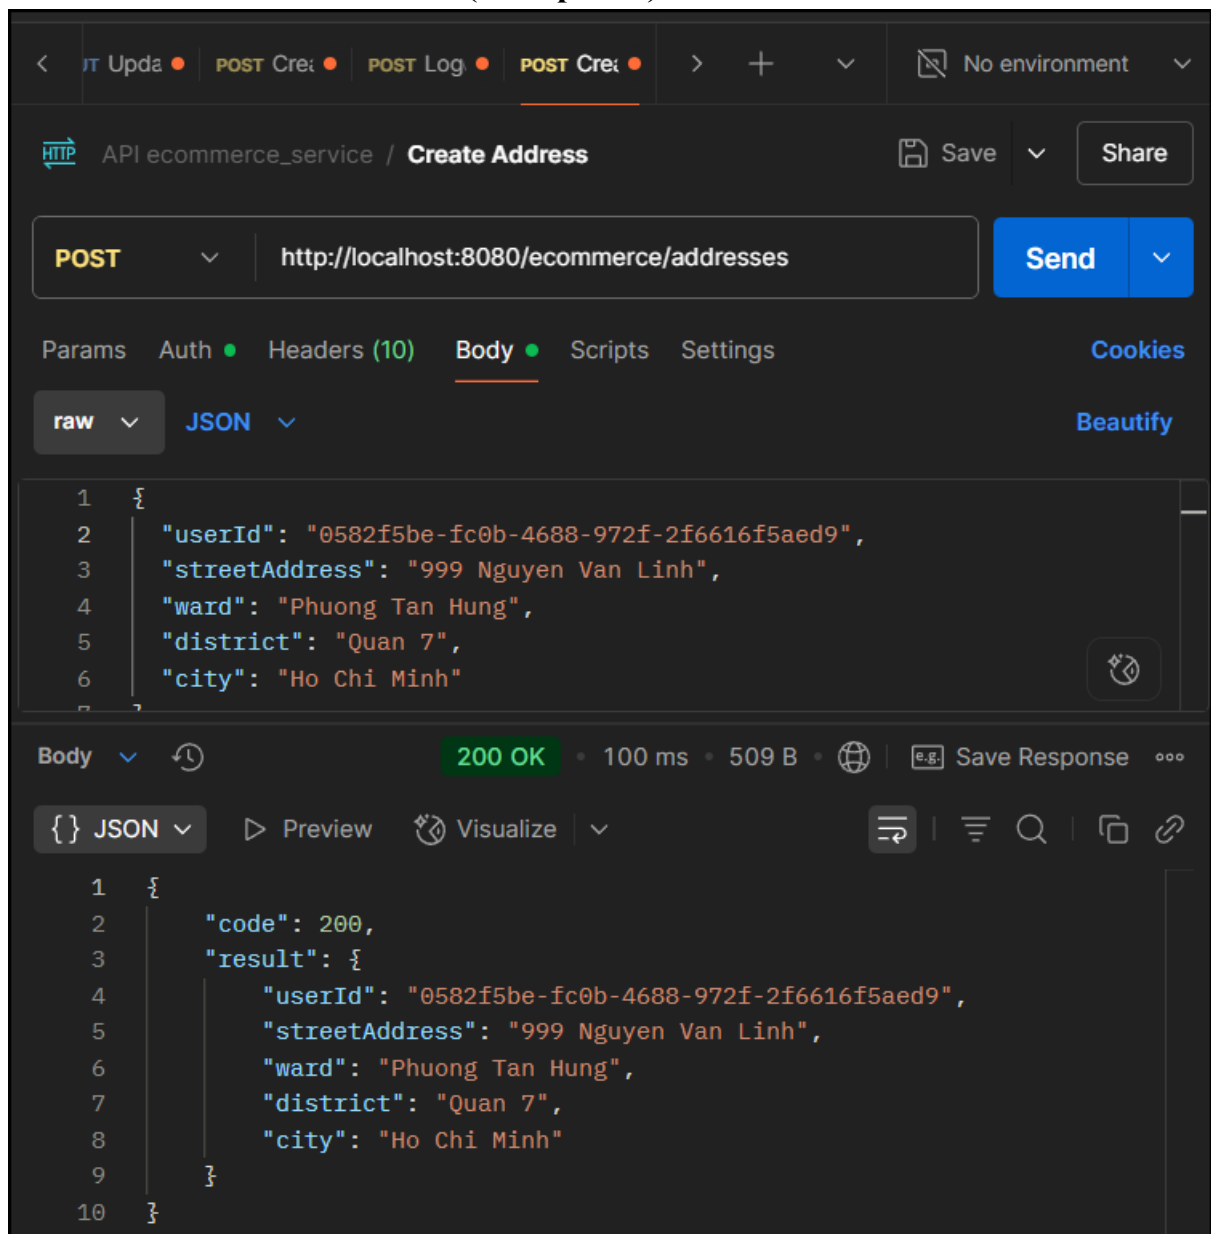 UT Upda POST Crea POST Log POST Crea No environment
HTTP API ecommerce_service / Create Address Save Share
POST http://localhost:8080/ecommerce/addresses Send
Params Auth Headers (10) Body Scripts Settings Cookies
raw JSON Beautify
1 {
2 "userId": "0582f5be-fc0b-4688-972f-2f6616f5aed9",
3 "streetAddress": "999 Nguyen Van Linh",
4 "ward": "Phuong Tan Hung",
5 "district": "Quan 7",
6 "city": "Ho Chi Minh"
7 }
Body 200 OK • 100 ms • 509 B • e.g. Save Response
{} JSON Preview Visualize
1 {
2 "code": 200,
3 "result": {
4 "userId": "0582f5be-fc0b-4688-972f-2f6616f5aed9",
5 "streetAddress": "999 Nguyen Van Linh",
6 "ward": "Phuong Tan Hung",
7 "district": "Quan 7",
8 "city": "Ho Chi Minh"
9 }
10 }